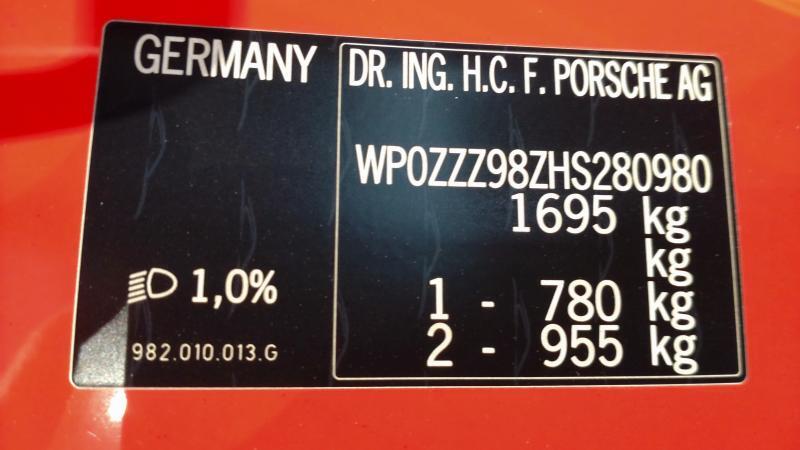 GERMANY
DR. ING. H.C. F. PORSCHE AG
WP0ZZZ98ZHS280980
1695 kg
kg
1 - 780 kg
2 - 955 kg
1,0%
982.010.013.G